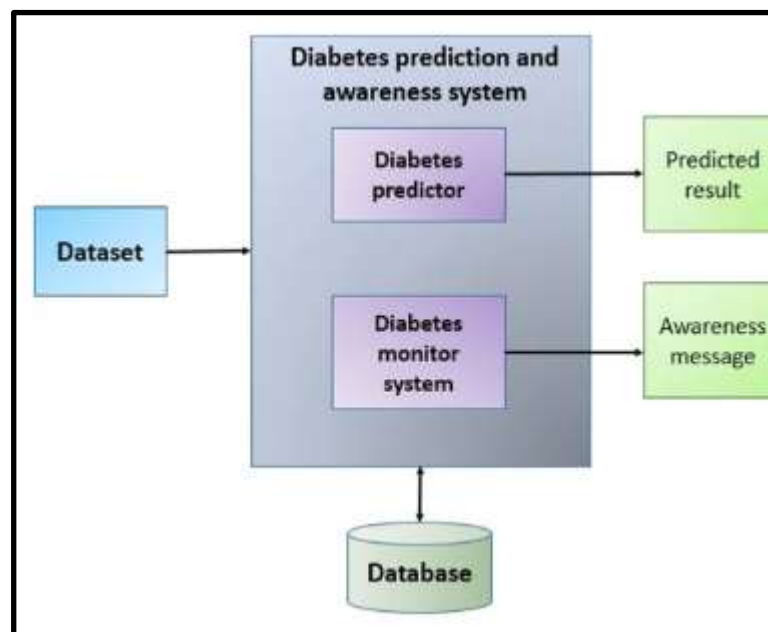 Diabetes prediction and
awareness system
Diabetes
predictor
Predicted
result
Dataset
Diabetes
monitor
system
Awareness
message
Database